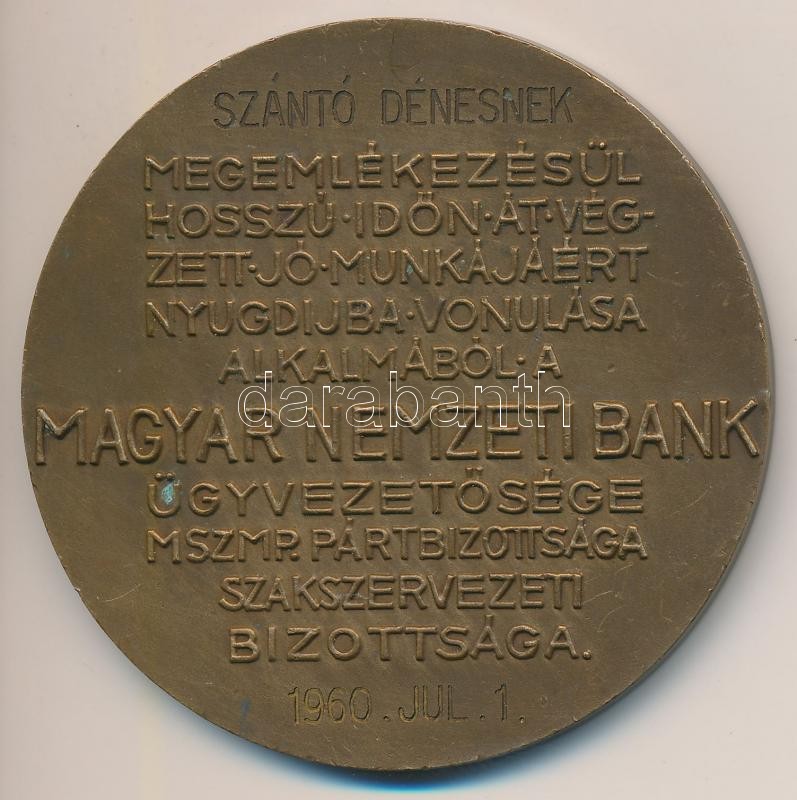 SZÁNTÓ DÉNESNEK
MEGEMLÉKEZÉSÜL
HOSSZÚ·IDŐN·ÁT·VÉG-
ZETT·JÓ·MUNKÁJÁÉRT
NYUGDIJBA·VONULÁSA
ALKALMÁBÓL·A
darabanth
MAGYAR NEMZETI BANK
ÜGYVEZETŐSÉGE
MSZMP. PÁRTBIZOTTSÁGA
SZAKSZERVEZETI
BIZOTTSÁGA.
1960. JUL. 1.